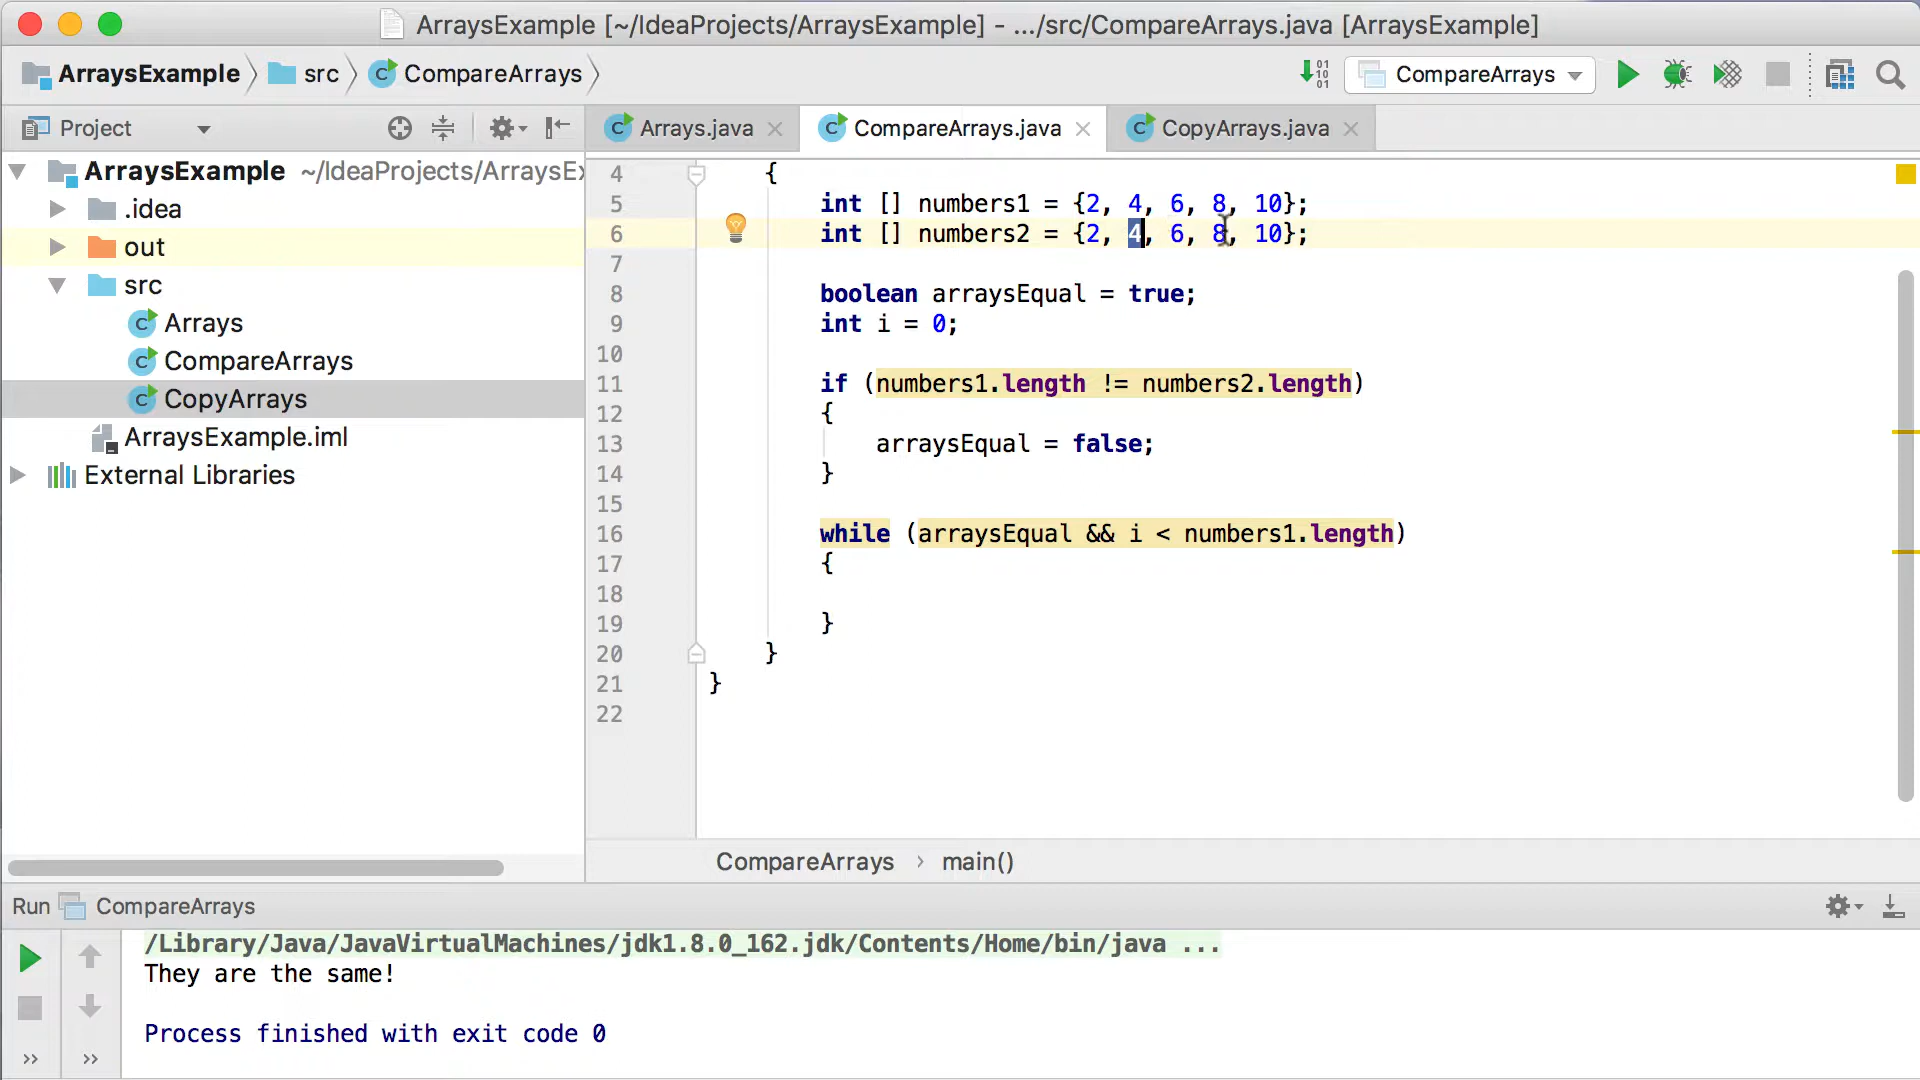 ArraysExample [~/IdeaProjects/ArraysExample] - .../src/CompareArrays.java [ArraysExample]
ArraysExample src CompareArrays
CompareArrays
Project
Arrays.java CompareArrays.java CopyArrays.java
ArraysExample ~/IdeaProjects/ArraysEx
.idea
out
src
Arrays
CompareArrays
CopyArrays
ArraysExample.iml
External Libraries
4 {
5 int [] numbers1 = {2, 4, 6, 8, 10};
6 int [] numbers2 = {2, 4, 6, 8, 10};
7
8 boolean arraysEqual = true;
9 int i = 0;
10
11 if (numbers1.length != numbers2.length)
12 {
13 arraysEqual = false;
14 }
15
16 while (arraysEqual && i < numbers1.length)
17 {
18
19 }
20 }
21 }
22
CompareArrays › main()
Run CompareArrays
/Library/Java/JavaVirtualMachines/jdk1.8.0_162.jdk/Contents/Home/bin/java ...
They are the same!
Process finished with exit code 0